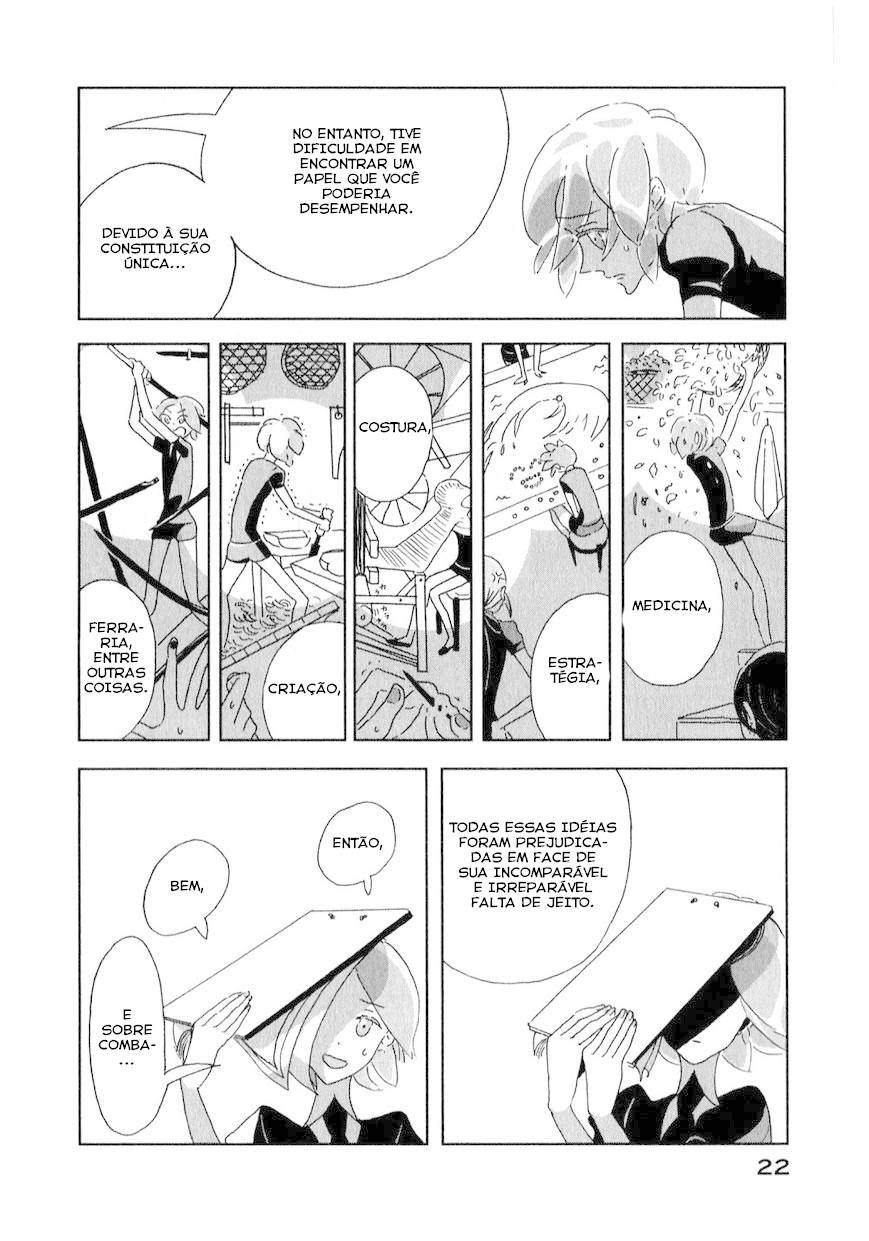 NO ENTANTO, TIVE
DIFICULDADE EM
ENCONTRAR UM
PAPEL QUE VOCÊ
PODERIA
DESEMPENHAR.
DEVIDO À SUA
CONSTITUIÇÃO
ÚNICA...
MEDICINA,
ESTRA-
TÉGIA,
COSTURA,
CRIAÇÃO,
FERRA-
RIA,
ENTRE
OUTRAS
COISAS.
TODAS ESSAS IDÉIAS
FORAM PREJUDICA-
DAS EM FACE DE
SUA INCOMPARÁVEL
E IRREPARÁVEL
FALTA DE JEITO.
ENTÃO,
BEM,
E
SOBRE
COMBA-
...
22